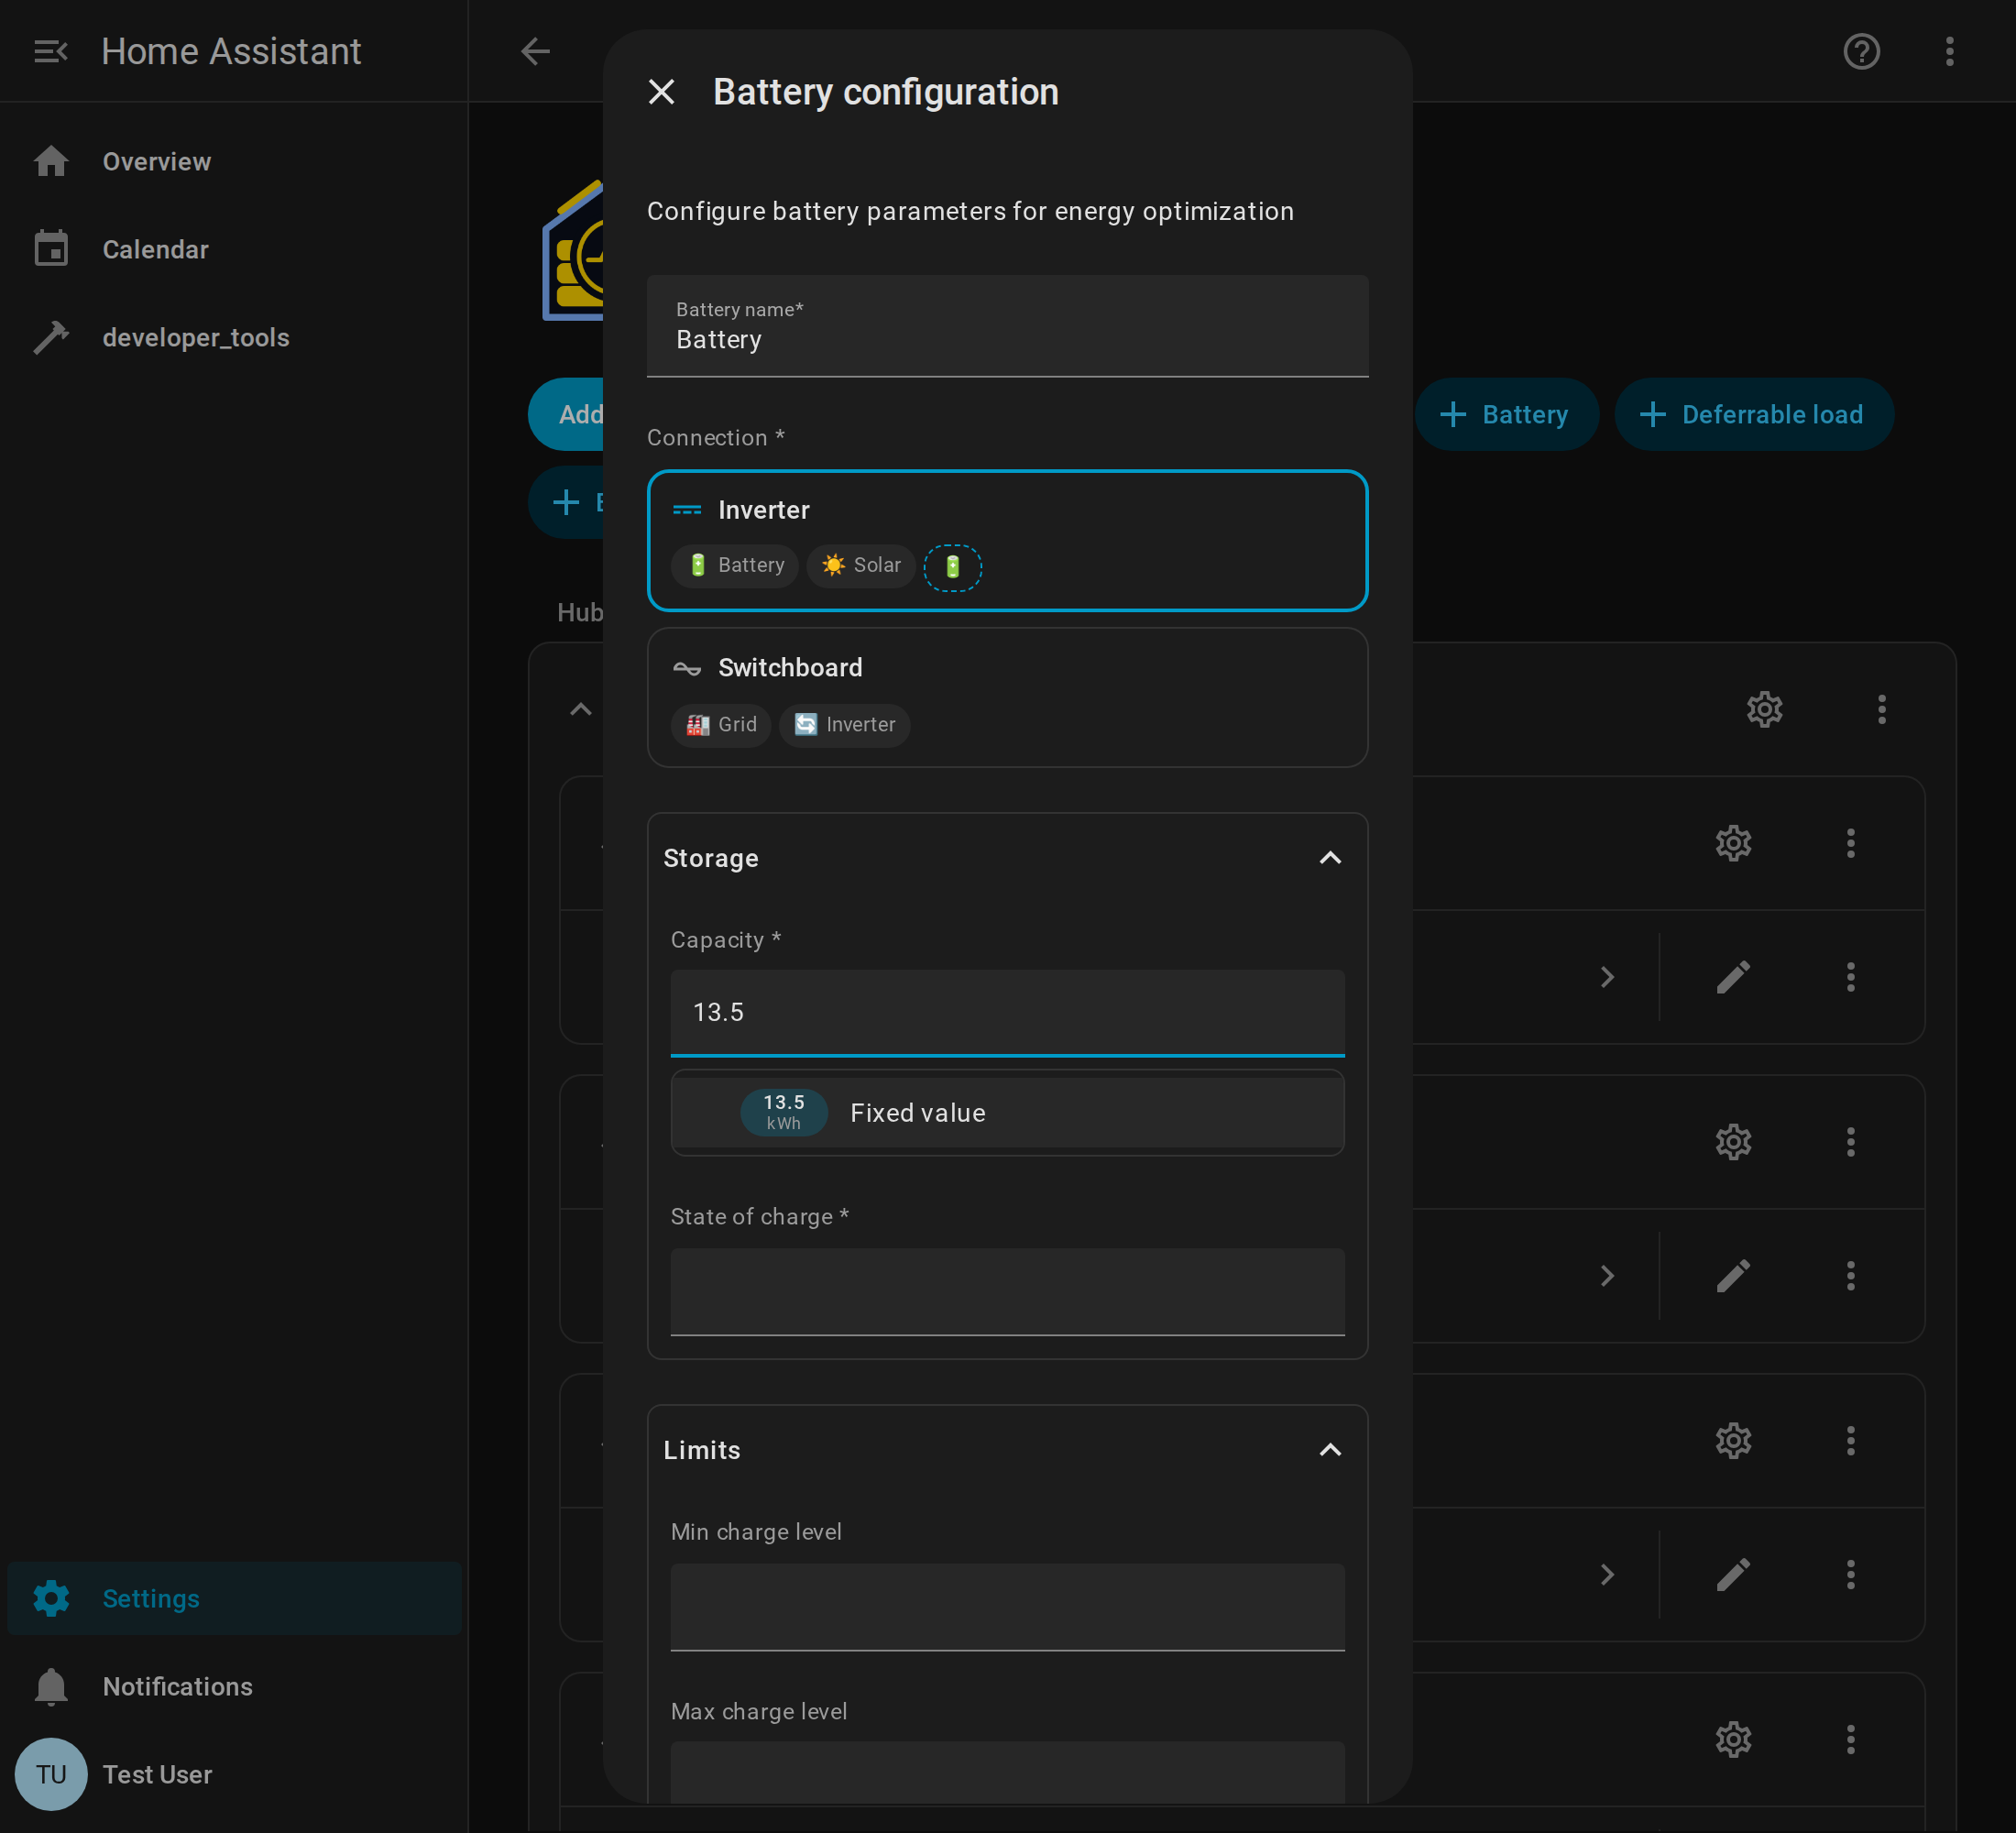 Home Assistant
Overview
Calendar
developer_tools
Settings
Notifications
TU
Test User
Add
Hub
Battery
Deferrable load
Battery configuration
Configure battery parameters for energy optimization
Battery name*
Battery
Connection *
Inverter
Battery
Solar
Switchboard
Grid
Inverter
Storage
Capacity *
13.5
13.5
kWh
Fixed value
State of charge *
Limits
Min charge level
Max charge level